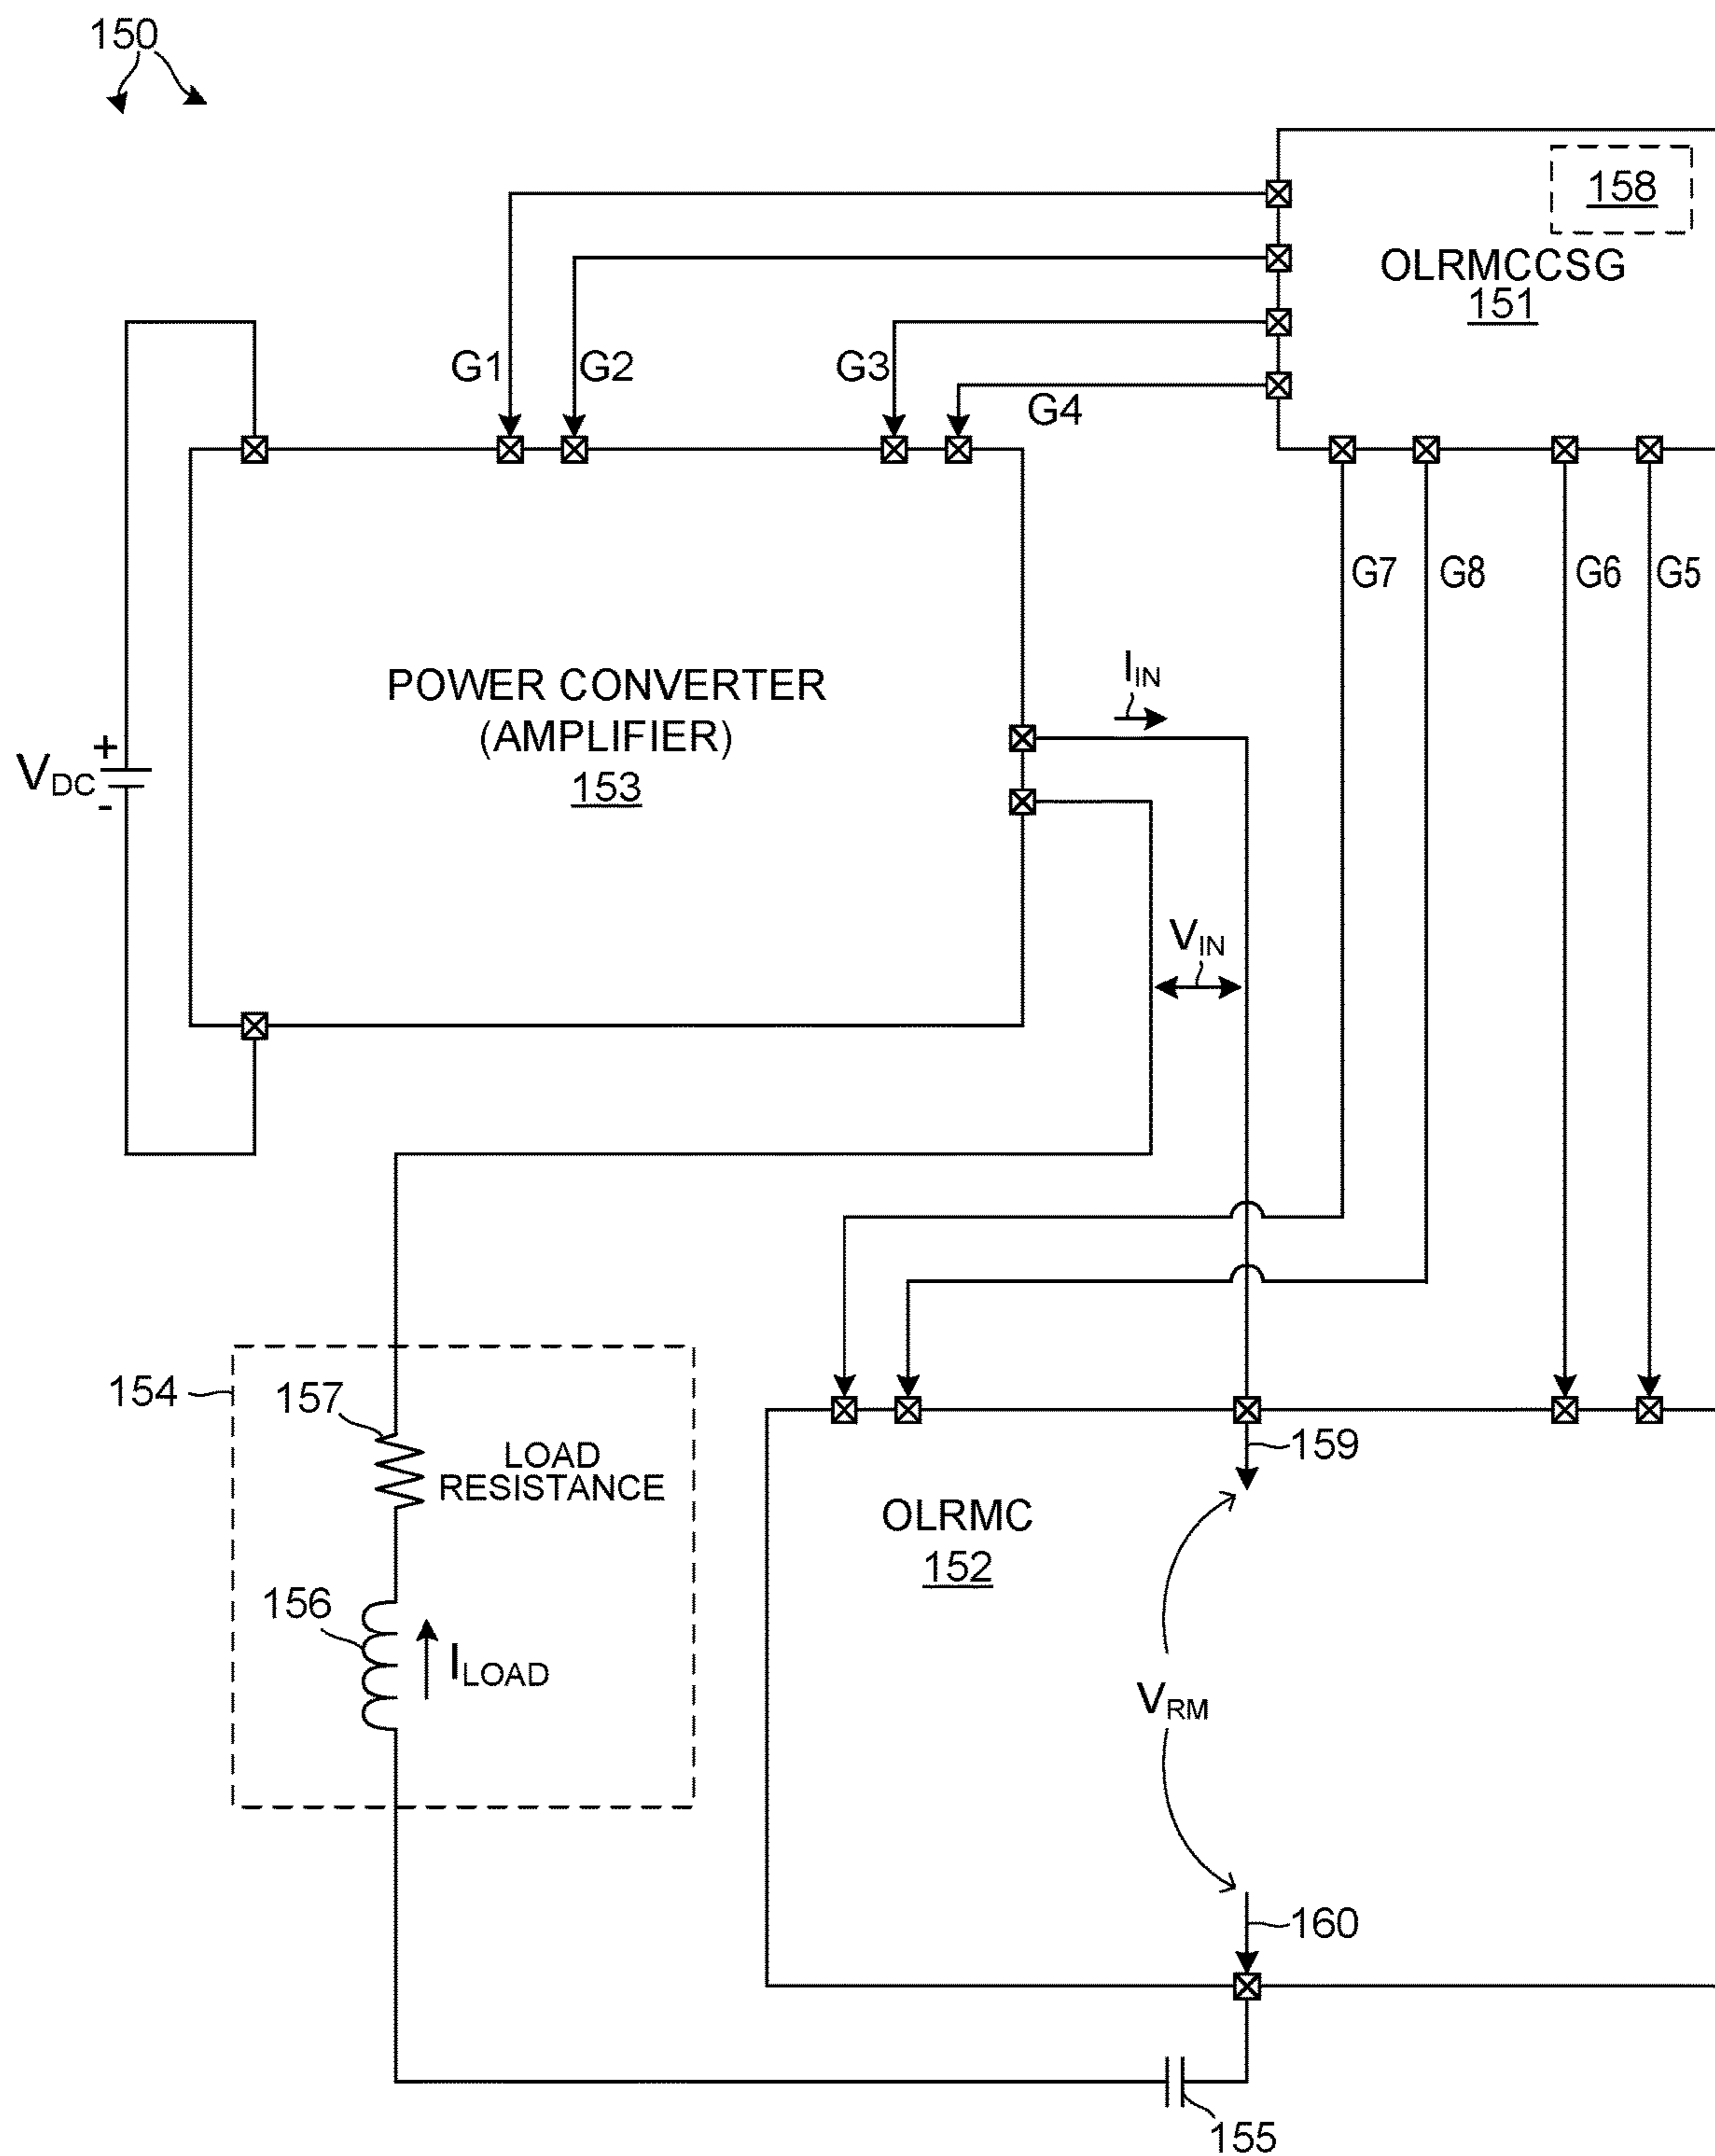 150
158
OLRMCCSG
151
G1
G2
G3
G4
G7
G8
G6
G5
POWER CONVERTER
(AMPLIFIER)
153
IIN
+
VDC
-
VIN
154
157
LOAD
RESISTANCE
159
OLRMC
152
156
ILOAD
VRM
160
155